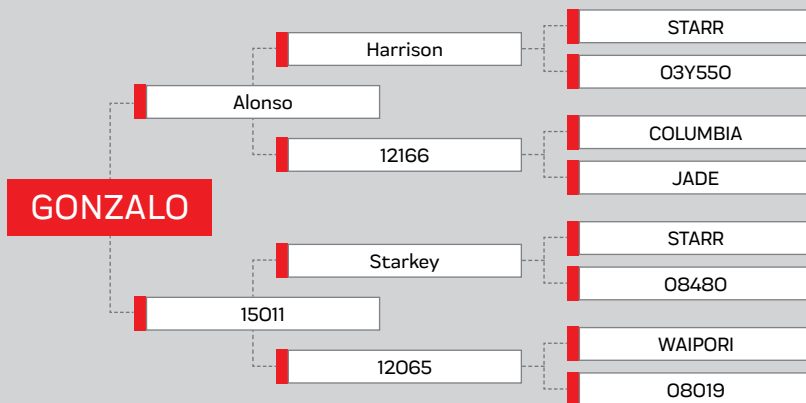 STARR
Harrison
03Y550
Alonso
COLUMBIA
12166
JADE
GONZALO
STARR
Starkey
08480
15011
WAIPORI
12065
08019